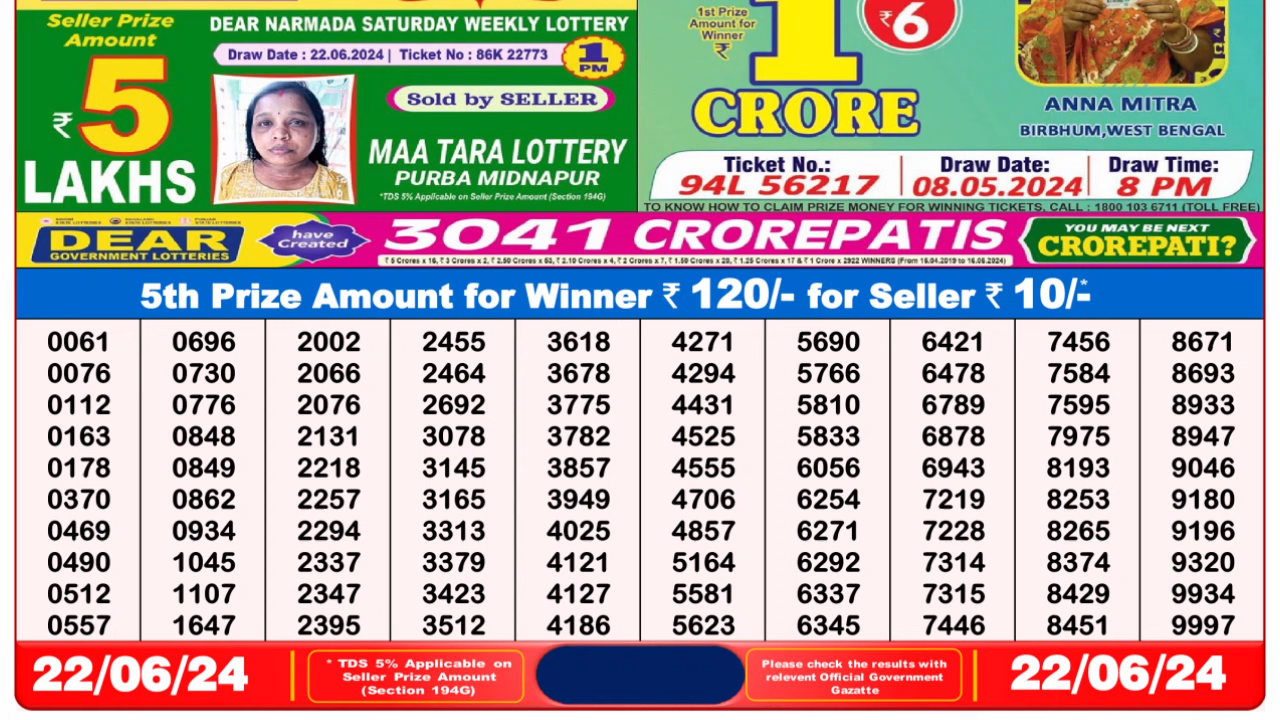 Seller Prize
Amount
₹ 5
LAKHS
DEAR NARMADA SATURDAY WEEKLY LOTTERY
Draw Date : 22.06.2024 | Ticket No : 86K 22773
1
PM
Sold by SELLER
MAA TARA LOTTERY
PURBA MIDNAPUR
*TDS 5% Applicable on Seller Prize Amount (Section 194G)
1st Prize
Amount for
Winner
₹
1
CRORE
₹6
ANNA MITRA
BIRBHUM,WEST BENGAL
Ticket No.:
94L 56217
Draw Date:
08.05.2024
Draw Time:
8 PM
TO KNOW HOW TO CLAIM PRIZE MONEY FOR WINNING TICKETS, CALL : 1800 103 6711 (TOLL FREE)
DEAR
GOVERNMENT LOTTERIES
have
Created
3041 CROREPATIS
YOU MAY BE NEXT
CROREPATI?
5th Prize Amount for Winner ₹ 120/- for Seller ₹ 10/-*
0061 0696 2002 2455 3618 4271 5690 6421 7456 8671
0076 0730 2066 2464 3678 4294 5766 6478 7584 8693
0112 0776 2076 2692 3775 4431 5810 6789 7595 8933
0163 0848 2131 3078 3782 4525 5833 6878 7975 8947
0178 0849 2218 3145 3857 4555 6056 6943 8193 9046
0370 0862 2257 3165 3949 4706 6254 7219 8253 9180
0469 0934 2294 3313 4025 4857 6271 7228 8265 9196
0490 1045 2337 3379 4121 5164 6292 7314 8374 9320
0512 1107 2347 3423 4127 5581 6337 7315 8429 9934
0557 1647 2395 3512 4186 5623 6345 7446 8451 9997
22/06/24
* TDS 5% Applicable on
Seller Prize Amount
(Section 194G)
Please check the results with
relevent Official Government
Gazatte
22/06/24